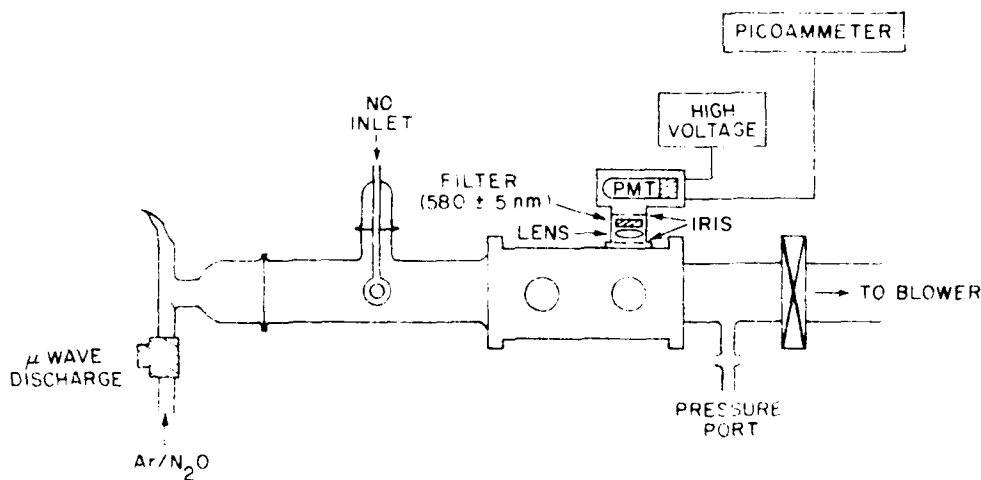 PICOAMMETER
HIGH
VOLTAGE
NO
INLET
FILTER
(580 ± 5 nm)
PMT
LENS
IRIS
TO BLOWER
μ WAVE
DISCHARGE
PRESSURE
PORT
Ar/N₂O